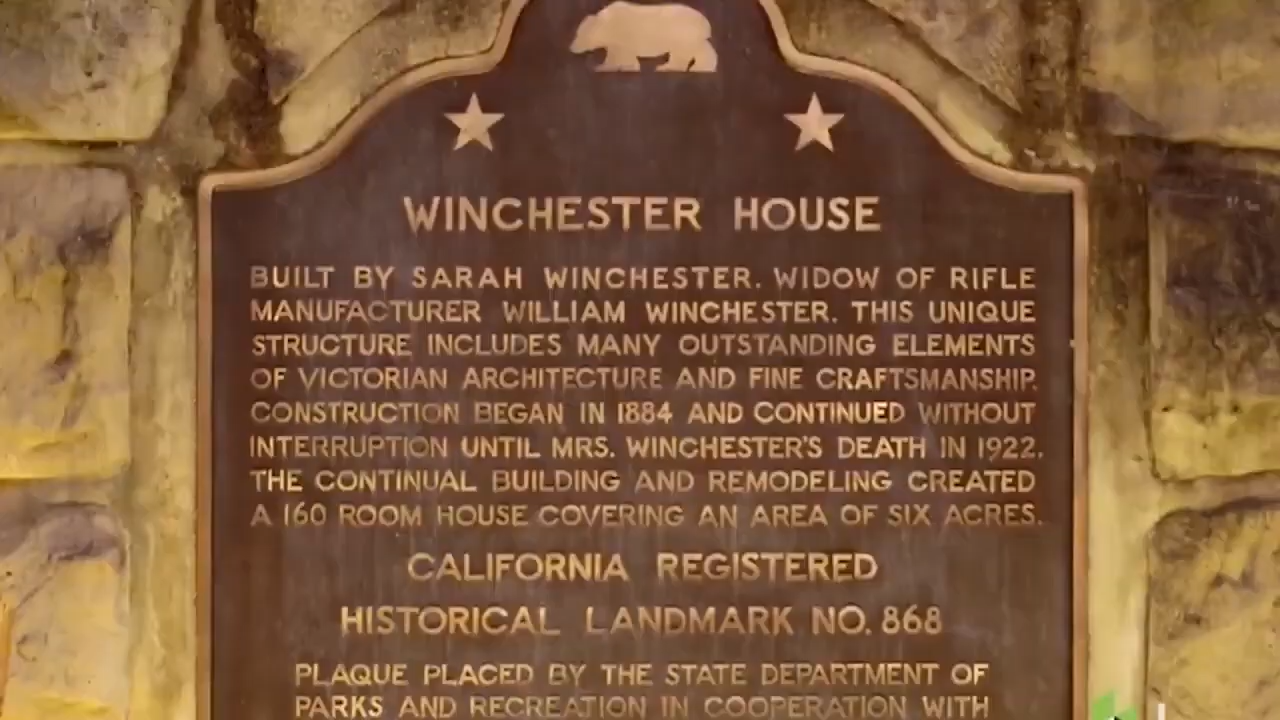 WINCHESTER HOUSE
BUILT BY SARAH WINCHESTER. WIDOW OF RIFLE
MANUFACTURER WILLIAM WINCHESTER. THIS UNIQUE
STRUCTURE INCLUDES MANY OUTSTANDING ELEMENTS
OF VICTORIAN ARCHITECTURE AND FINE CRAFTSMANSHIP.
CONSTRUCTION BEGAN IN 1884 AND CONTINUED WITHOUT
INTERRUPTION UNTIL MRS. WINCHESTER'S DEATH IN 1922.
THE CONTINUAL BUILDING AND REMODELING CREATED
A 160 ROOM HOUSE COVERING AN AREA OF SIX ACRES.
CALIFORNIA REGISTERED
HISTORICAL LANDMARK NO. 868
PLAQUE PLACED BY THE STATE DEPARTMENT OF
PARKS AND RECREATION IN COOPERATION WITH